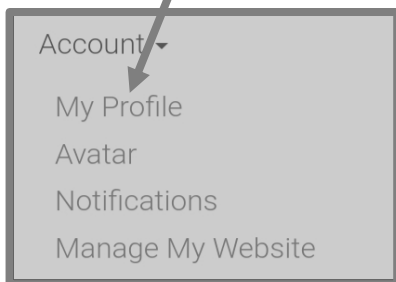 Account
My Profile
Avatar
Notifications
Manage My Website